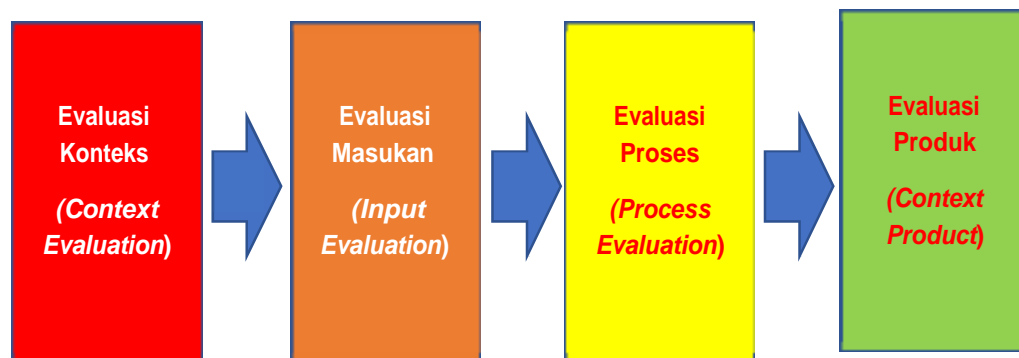 Evaluasi
Konteks
(Context
Evaluation)
Evaluasi
Masukan
(Input
Evaluation)
Evaluasi
Proses
(Process
Evaluation)
Evaluasi
Produk
(Context
Product)